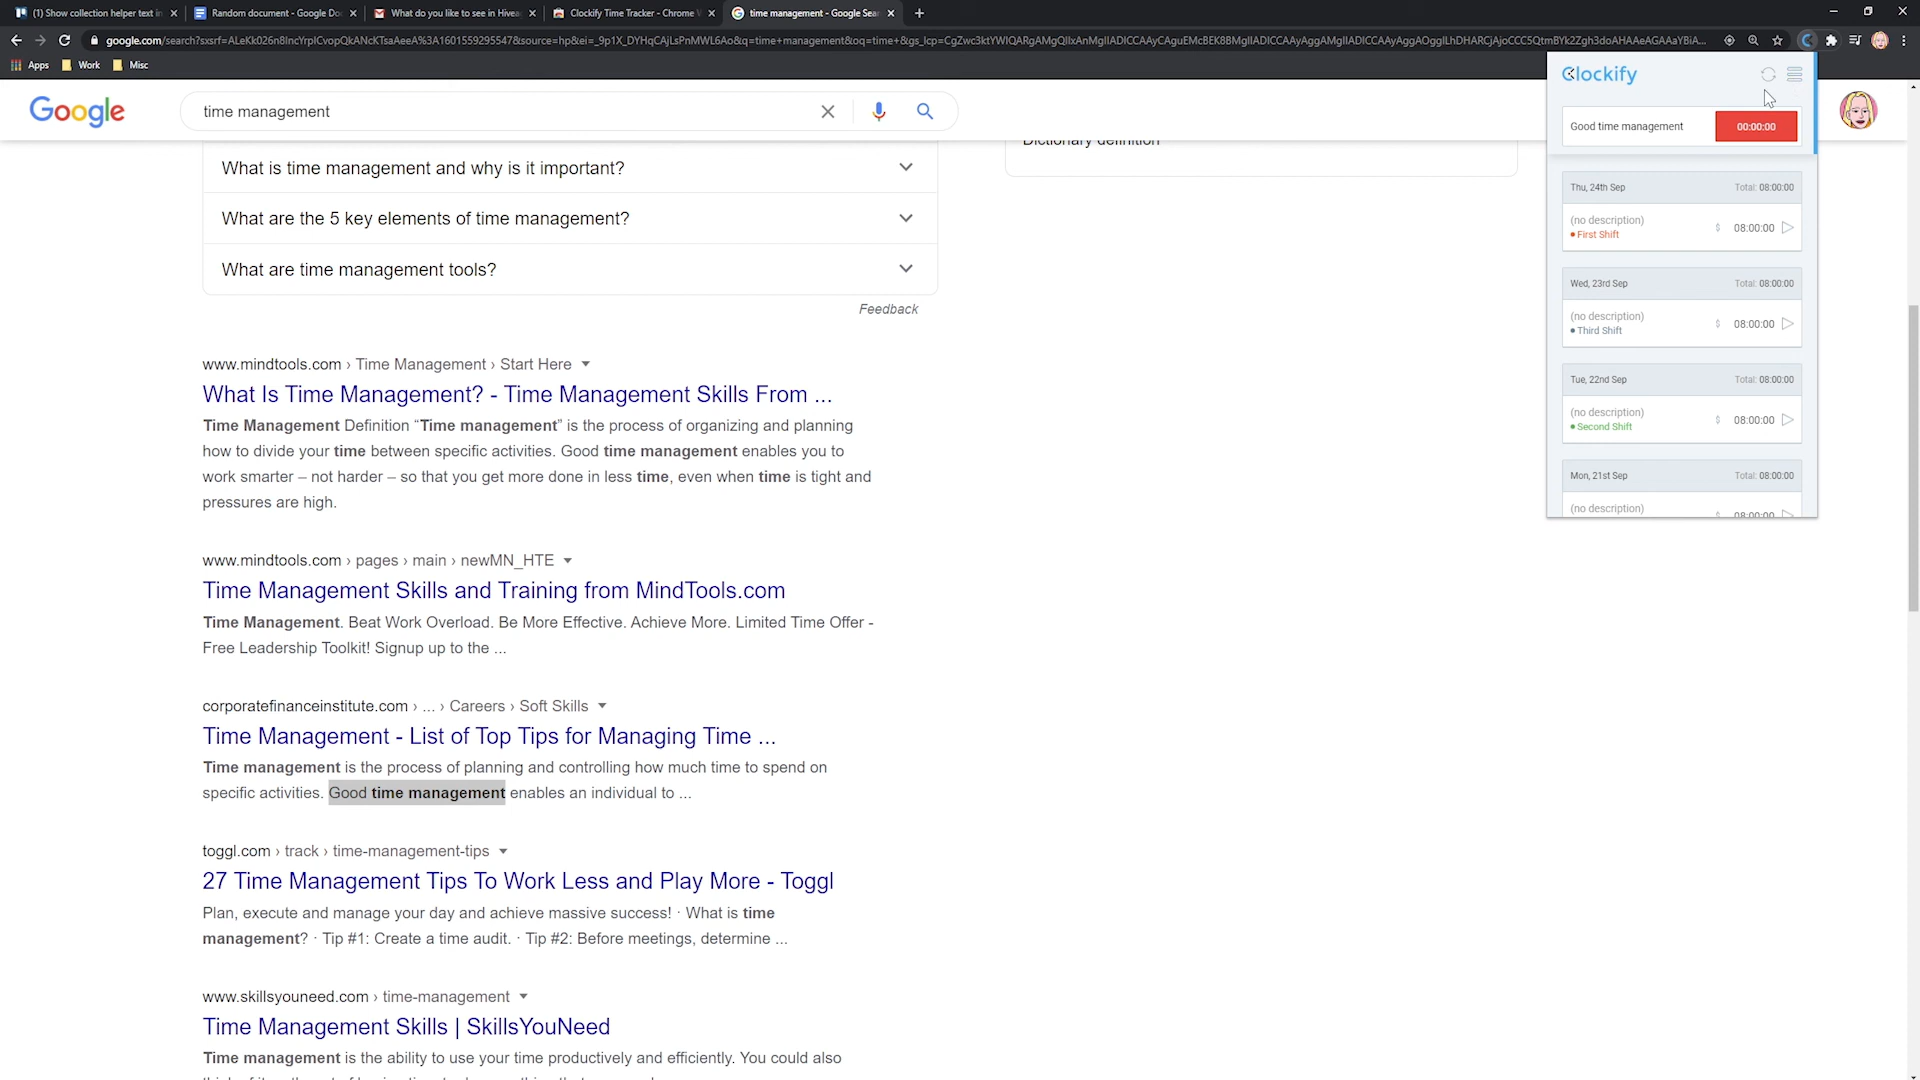 (1) Show collection helper text in
Random document - Google Do
What do you like to see in Hivea
Clockify Time Tracker - Chrome
time management - Google Sear
Apps
Work
Misc
Google
time management
What is time management and why is it important?
What are the 5 key elements of time management?
What are time management tools?
Feedback
Dictionary definition
www.mindtools.com › Time Management › Start Here
What Is Time Management? - Time Management Skills From ...
Time Management Definition “Time management” is the process of organizing and planning
how to divide your time between specific activities. Good time management enables you to
work smarter – not harder – so that you get more done in less time, even when time is tight and
pressures are high.
www.mindtools.com › pages › main › newMN_HTE
Time Management Skills and Training from MindTools.com
Time Management. Beat Work Overload. Be More Effective. Achieve More. Limited Time Offer -
Free Leadership Toolkit! Signup up to the ...
corporatefinanceinstitute.com › ... › Careers › Soft Skills
Time Management - List of Top Tips for Managing Time ...
Time management is the process of planning and controlling how much time to spend on
specific activities. Good time management enables an individual to ...
toggl.com › track › time-management-tips
27 Time Management Tips To Work Less and Play More - Toggl
Plan, execute and manage your day and achieve massive success! · What is time
management? · Tip #1: Create a time audit. · Tip #2: Before meetings, determine ...
www.skillsyouneed.com › time-management
Time Management Skills | SkillsYouNeed
Time management is the ability to use your time productively and efficiently. You could also
Clockify
Good time management 00:00:00
Thu, 24th Sep Total: 08:00:00
(no description)
First Shift $ 08:00:00
Wed, 23rd Sep Total: 08:00:00
(no description)
Third Shift $ 08:00:00
Tue, 22nd Sep Total: 08:00:00
(no description)
Second Shift $ 08:00:00
Mon, 21st Sep Total: 08:00:00
(no description)
08:00:00